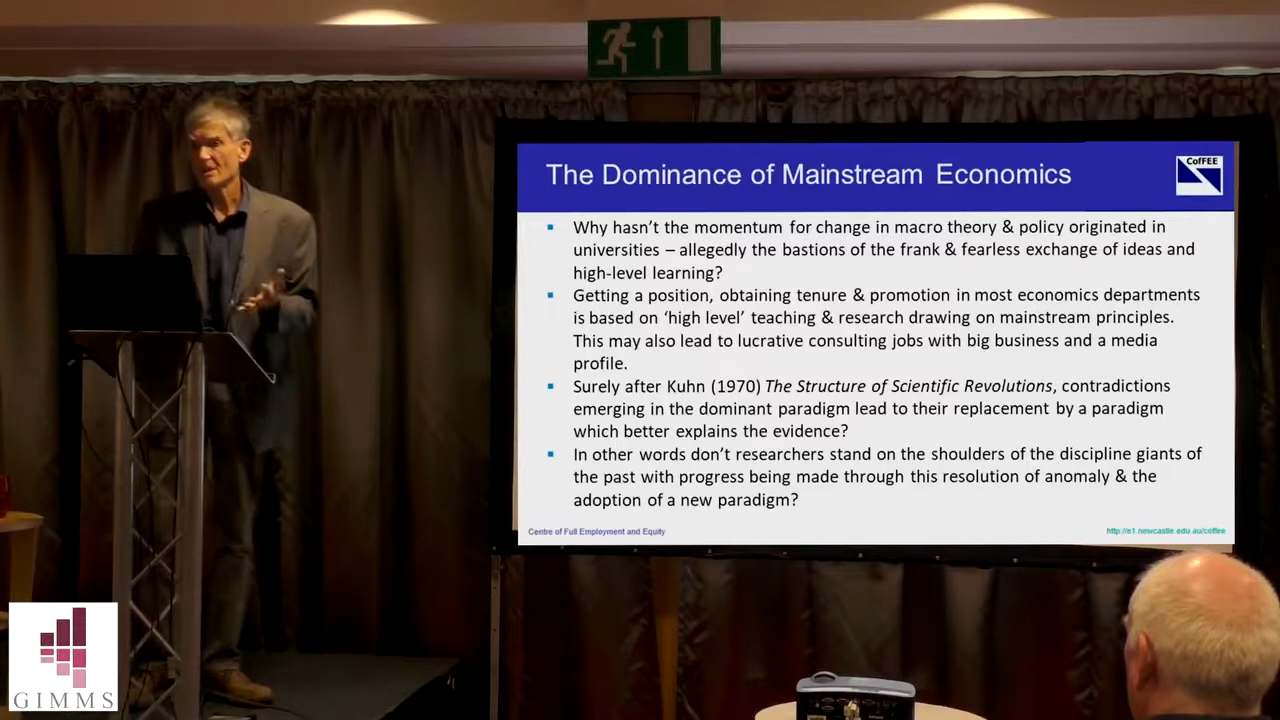 The Dominance of Mainstream Economics
CofFEE
▪ Why hasn't the momentum for change in macro theory & policy originated in
universities – allegedly the bastions of the frank & fearless exchange of ideas and
high-level learning?
▪ Getting a position, obtaining tenure & promotion in most economics departments
is based on ‘high level’ teaching & research drawing on mainstream principles.
This may also lead to lucrative consulting jobs with big business and a media
profile.
▪ Surely after Kuhn (1970) The Structure of Scientific Revolutions, contradictions
emerging in the dominant paradigm lead to their replacement by a paradigm
which better explains the evidence?
▪ In other words don't researchers stand on the shoulders of the discipline giants of
the past with progress being made through this resolution of anomaly & the
adoption of a new paradigm?
Centre of Full Employment and Equity
http://e1.newcastle.edu.au/coffee
GIMMS